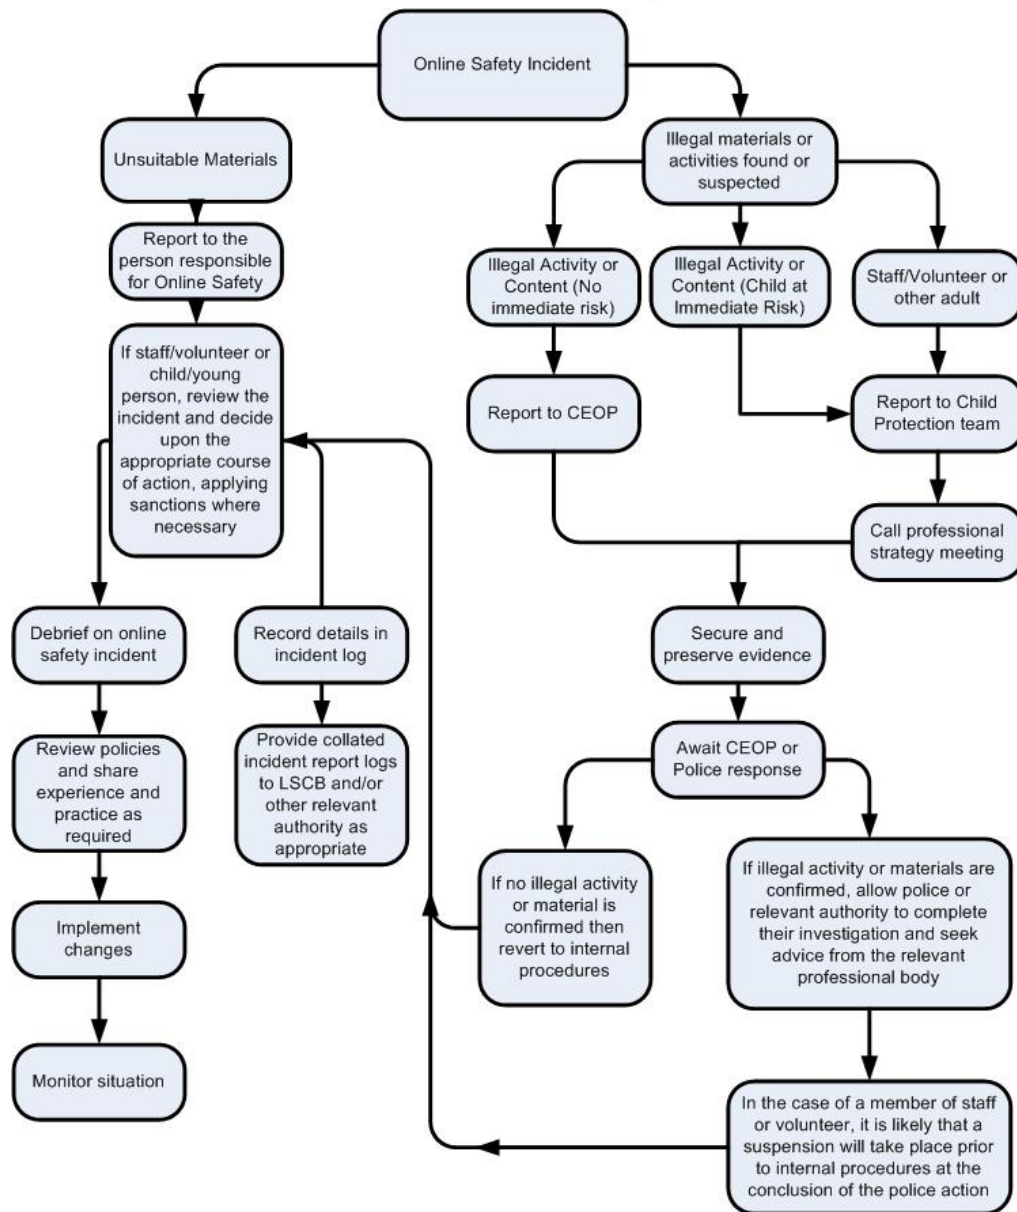 Online Safety Incident
Unsuitable Materials
Report to the
person responsible
for Online Safety
If staff/volunteer or
child/young
person, review the
incident and decide
upon the
appropriate course
of action, applying
sanctions where
necessary
Debrief on online
safety incident
Review policies
and share
experience and
practice as
required
Implement
changes
Monitor situation
Record details in
incident log
Provide collated
incident report logs
to LSCB and/or
other relevant
authority as
appropriate
Illegal materials or
activities found or
suspected
Illegal Activity or
Content (No
immediate risk)
Illegal Activity or
Content (Child at
Immediate Risk)
Staff/Volunteer or
other adult
Report to CEOP
Report to Child
Protection team
Call professional
strategy meeting
Secure and
preserve evidence
Await CEOP or
Police response
If no illegal activity
or material is
confirmed then
revert to internal
procedures
If illegal activity or materials are
confirmed, allow police or
relevant authority to complete
their investigation and seek
advice from the relevant
professional body
In the case of a member of staff
or volunteer, it is likely that a
suspension will take place prior
to internal procedures at the
conclusion of the police action